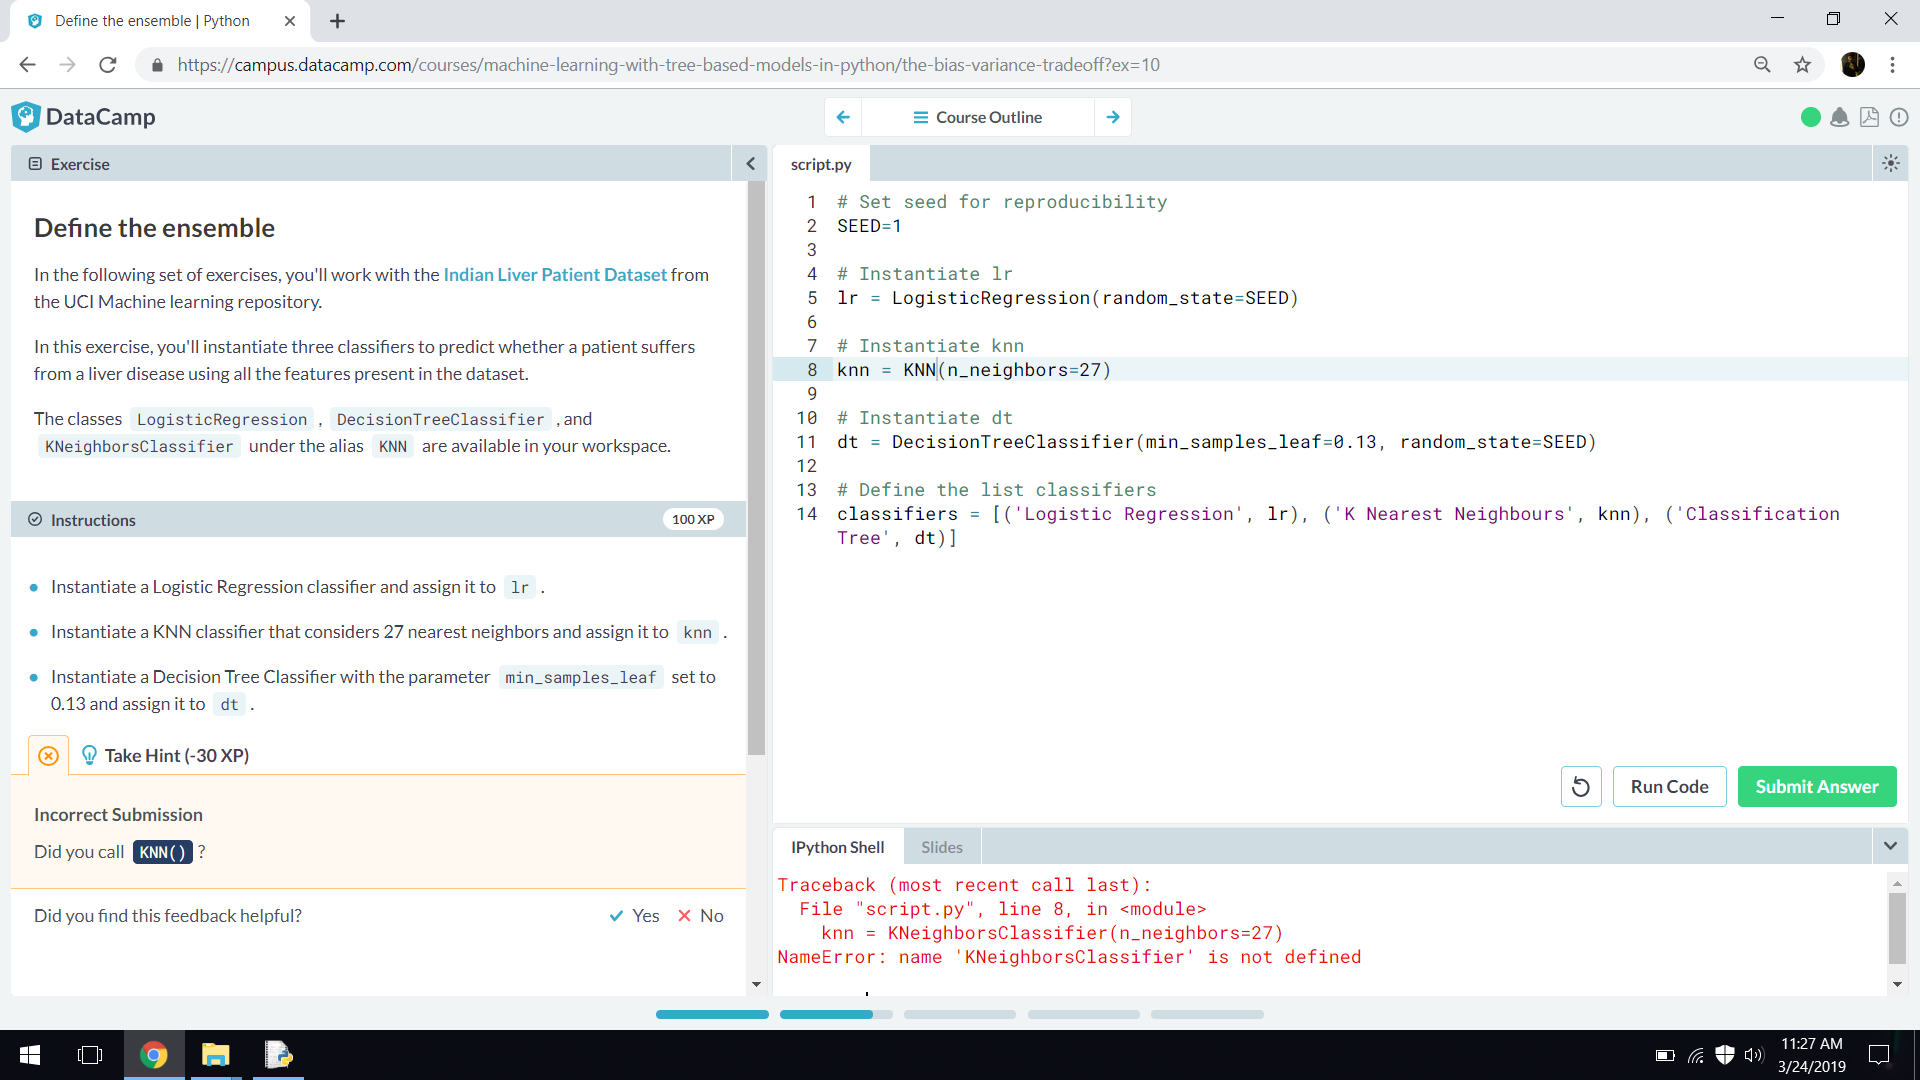 Define the ensemble | Python
https://campus.datacamp.com/courses/machine-learning-with-tree-based-models-in-python/the-bias-variance-tradeoff?ex=10
DataCamp
Course Outline
Exercise
Define the ensemble
In the following set of exercises, you'll work with the Indian Liver Patient Dataset from
the UCI Machine learning repository.
In this exercise, you'll instantiate three classifiers to predict whether a patient suffers
from a liver disease using all the features present in the dataset.
The classes LogisticRegression , DecisionTreeClassifier , and
KNeighborsClassifier under the alias KNN are available in your workspace.
Instructions
100 XP
Instantiate a Logistic Regression classifier and assign it to lr .
Instantiate a KNN classifier that considers 27 nearest neighbors and assign it to knn .
Instantiate a Decision Tree Classifier with the parameter min_samples_leaf set to
0.13 and assign it to dt .
Take Hint (-30 XP)
Incorrect Submission
Did you call KNN() ?
Did you find this feedback helpful?
Yes
No
script.py
1 # Set seed for reproducibility
2 SEED=1
3
4 # Instantiate lr
5 lr = LogisticRegression(random_state=SEED)
6
7 # Instantiate knn
8 knn = KNN(n_neighbors=27)
9
10 # Instantiate dt
11 dt = DecisionTreeClassifier(min_samples_leaf=0.13, random_state=SEED)
12
13 # Define the list classifiers
14 classifiers = [('Logistic Regression', lr), ('K Nearest Neighbours', knn), ('Classification
Tree', dt)]
Run Code
Submit Answer
IPython Shell
Slides
Traceback (most recent call last):
File "script.py", line 8, in <module>
knn = KNeighborsClassifier(n_neighbors=27)
NameError: name 'KNeighborsClassifier' is not defined
11:27 AM
3/24/2019